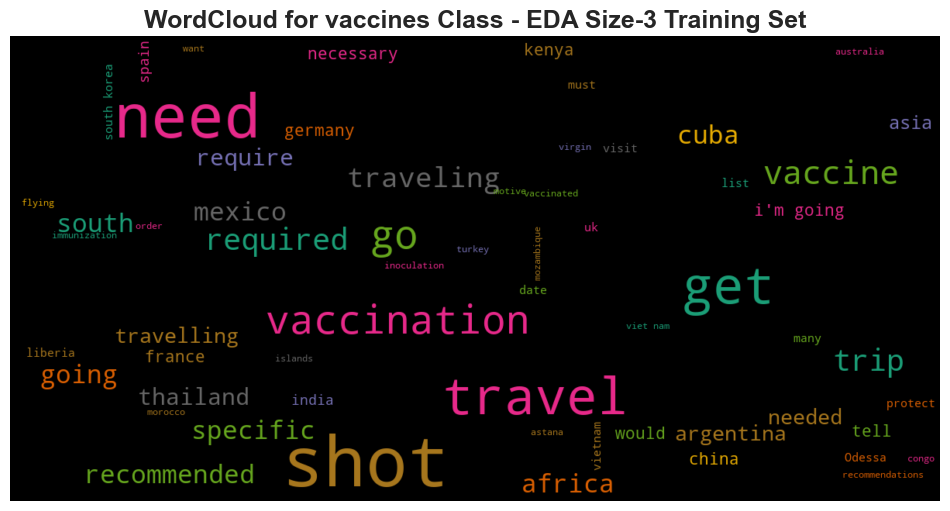 WordCloud for vaccines Class - EDA Size-3 Training Set
want
necessary
kenya
australia
spain
south korea
need
must
germany
cuba
asia
require
virgin
visit
traveling
vaccine
list
motive
vaccinated
flying
mexico
i'm going
south
order
immunization
required
go
uk
turkey
mozambique
inoculation
get
date
vaccination
viet nam
travelling
many
liberia
france
islands
trip
going
thailand
india
travel
protect
morocco
needed
specific
astana
vietnam
would
argentina
tell
shot
china
Odessa
congo
recommended
recommendations
africa